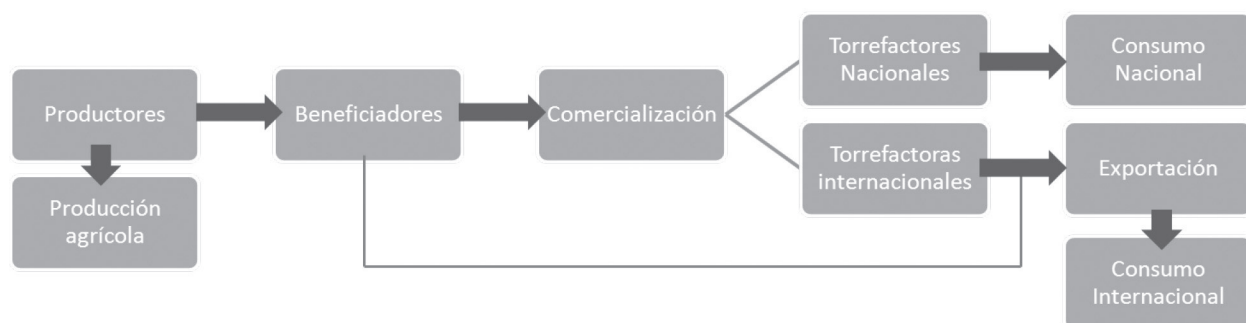 Productores
Producción
agrícola
Beneficiadores
Comercialización
Torrefactores
Nacionales
Torrefactoras
internacionales
Consumo
Nacional
Exportación
Consumo
Internacional